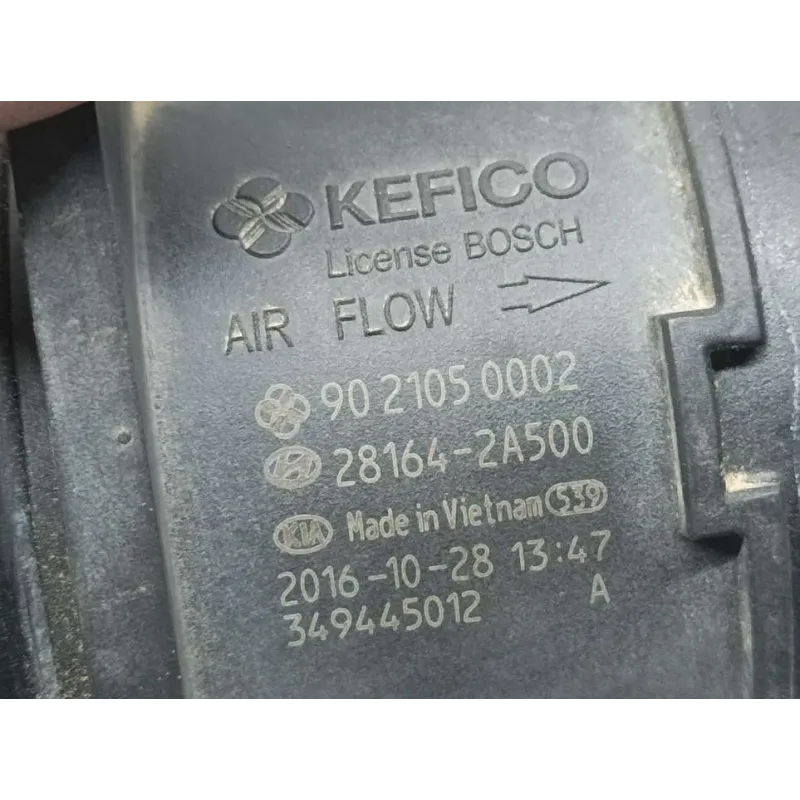 KEFICO
License BOSCH
AIR FLOW
90 2105 0002
28164-2A500
KIA Made in Vietnam 539
2016-10-28 13:47
349445012 A